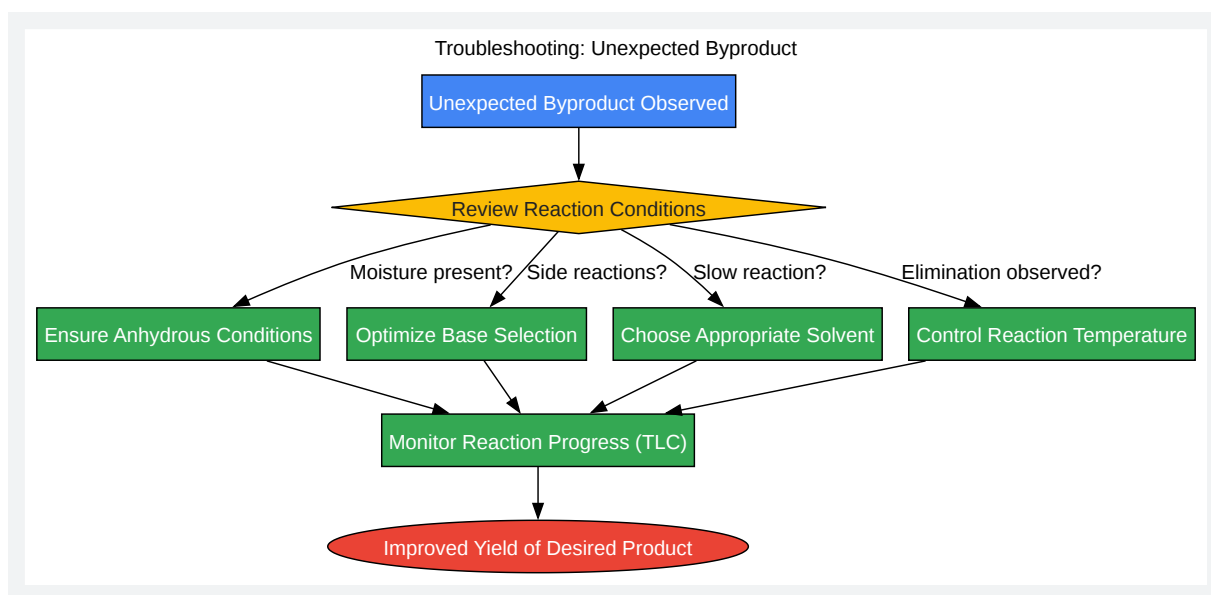 Troubleshooting: Unexpected Byproduct
Unexpected Byproduct Observed
Review Reaction Conditions
Moisture present?
Side reactions?
Slow reaction?
Elimination observed?
Ensure Anhydrous Conditions
Optimize Base Selection
Choose Appropriate Solvent
Control Reaction Temperature
Monitor Reaction Progress (TLC)
Improved Yield of Desired Product